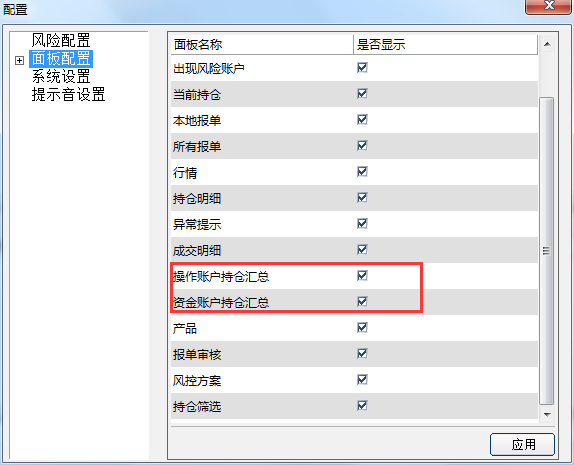 配置
风险配置
面板配置
系统设置
提示音设置
面板名称 是否显示
出现风险账户
当前持仓
本地报单
所有报单
行情
持仓明细
异常提示
成交明细
操作账户持仓汇总
资金账户持仓汇总
产品
报单审核
风控方案
持仓筛选
应用